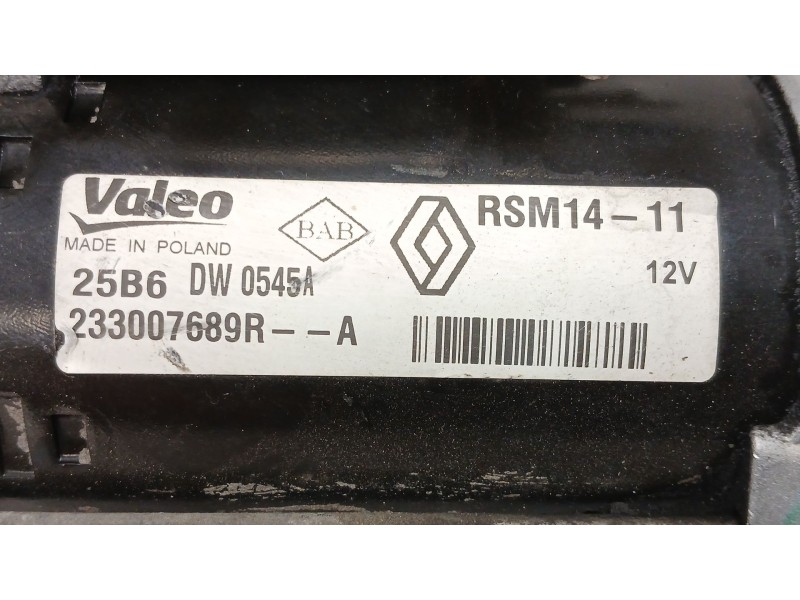 Valeo
MADE IN POLAND
BAB
RSM14-11
12V
25B6 DW 0545A
233007689R--A